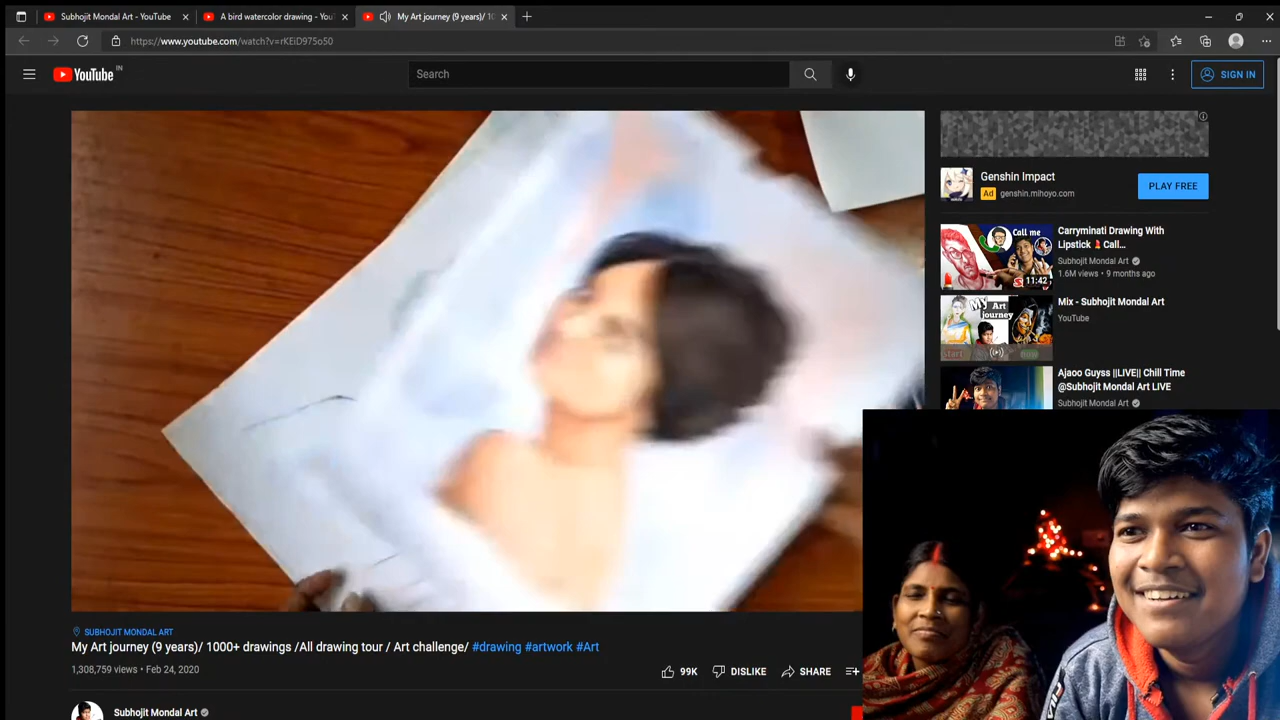 Subhojit Mondal Art - YouTube
A bird watercolor drawing - You
My Art journey (9 years)/ 10
https://www.youtube.com/watch?v=rKEiD975o50
YouTube IN
Search
SIGN IN
Genshin Impact
Ad genshin.mihoyo.com
PLAY FREE
Call me
11:42
Carryminati Drawing With
Lipstick 💄 Call...
Subhojit Mondal Art
1.6M views • 9 months ago
My Art
journey
start
Now
Mix - Subhojit Mondal Art
YouTube
Ajaoo Guyss ||LIVE|| Chill Time
@Subhojit Mondal Art LIVE
Subhojit Mondal Art
SUBHOJIT MONDAL ART
My Art journey (9 years)/ 1000+ drawings /All drawing tour / Art challenge/ #drawing #artwork #Art
1,308,759 views • Feb 24, 2020
99K
DISLIKE
SHARE
Subhojit Mondal Art